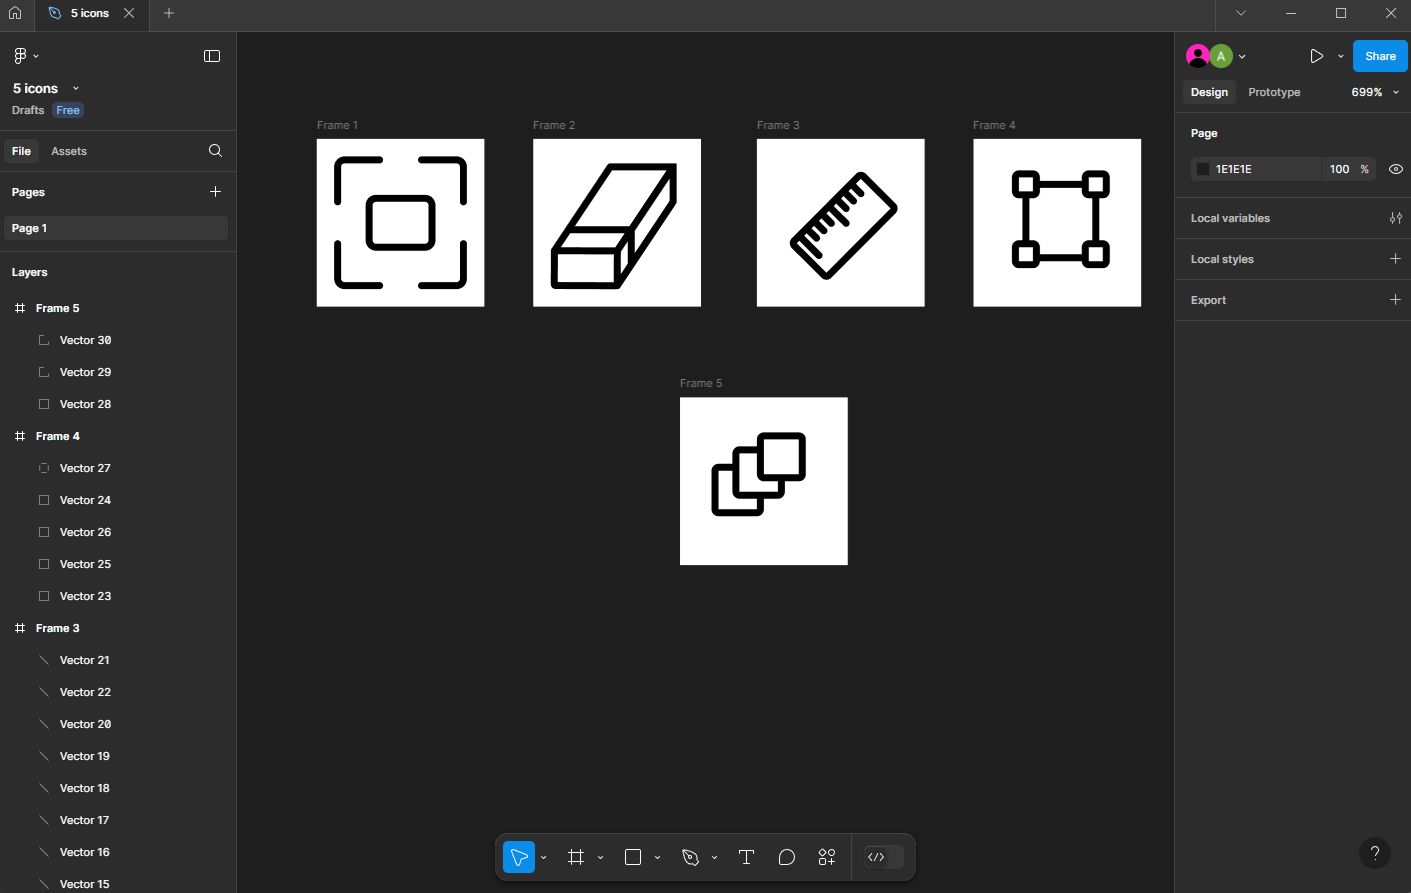 5 icons
5 icons
Drafts Free
File Assets
Pages
Page 1
Layers
Frame 5
Vector 30
Vector 29
Vector 28
Frame 4
Vector 27
Vector 24
Vector 26
Vector 25
Vector 23
Frame 3
Vector 21
Vector 22
Vector 20
Vector 19
Vector 18
Vector 17
Vector 16
Vector 15
Frame 1
Frame 2
Frame 3
Frame 4
Frame 5
A
Share
Design Prototype 699%
Page
1E1E1E 100 %
Local variables
Local styles
Export
T
</>
?